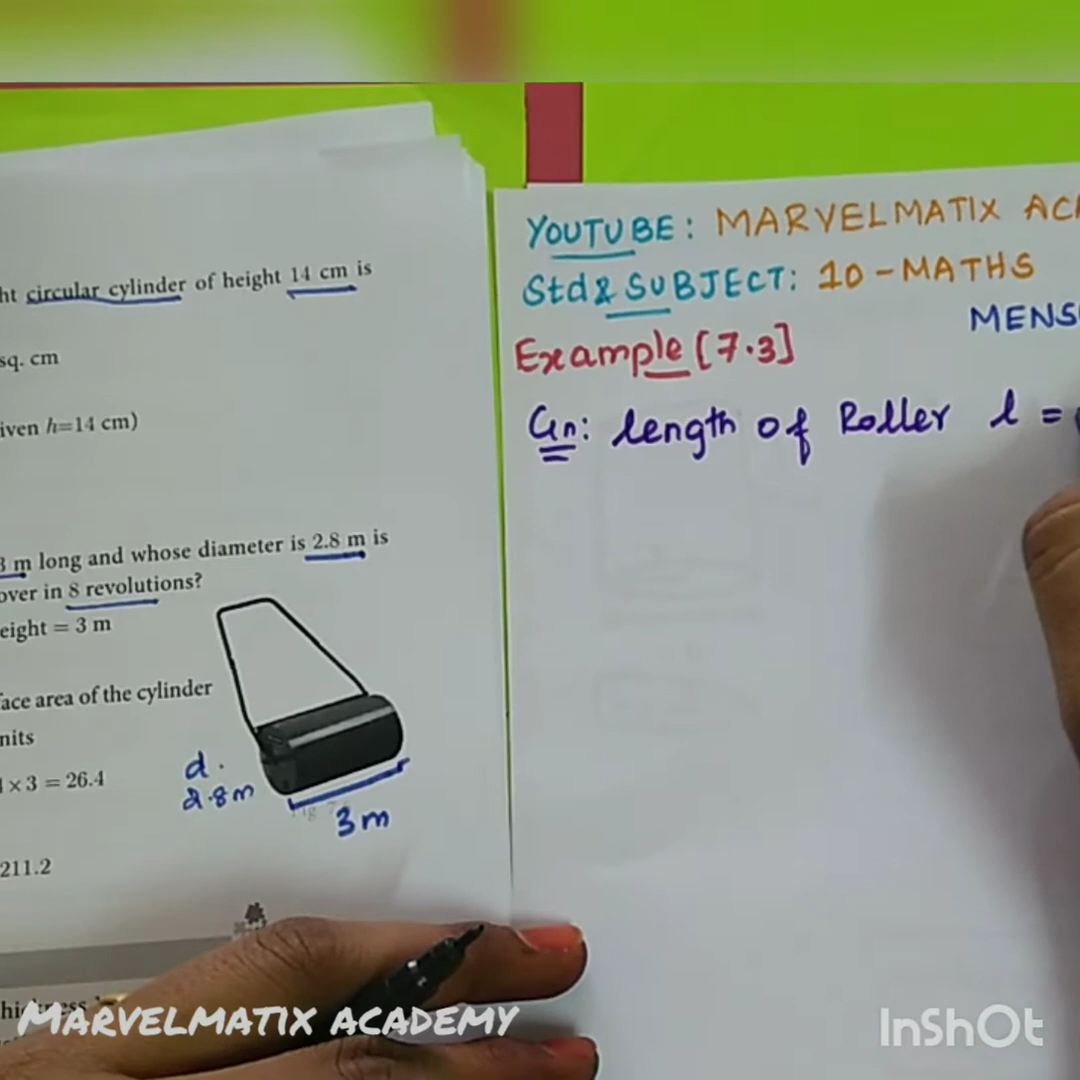 ht circular cylinder of height 14 cm is
sq. cm
iven h=14 cm)
3 m long and whose diameter is 2.8 m is
over in 8 revolutions?
eight = 3 m
face area of the cylinder
nits
× 3 = 26.4
211.2
d.
2.8m
3m
YOUTUBE: MARVELMATIX AC
Std & SUBJECT: 10-MATHS
MENS
Example [7.3]
Gn: length of Roller l =
MARVELMATIX ACADEMY
InShOt